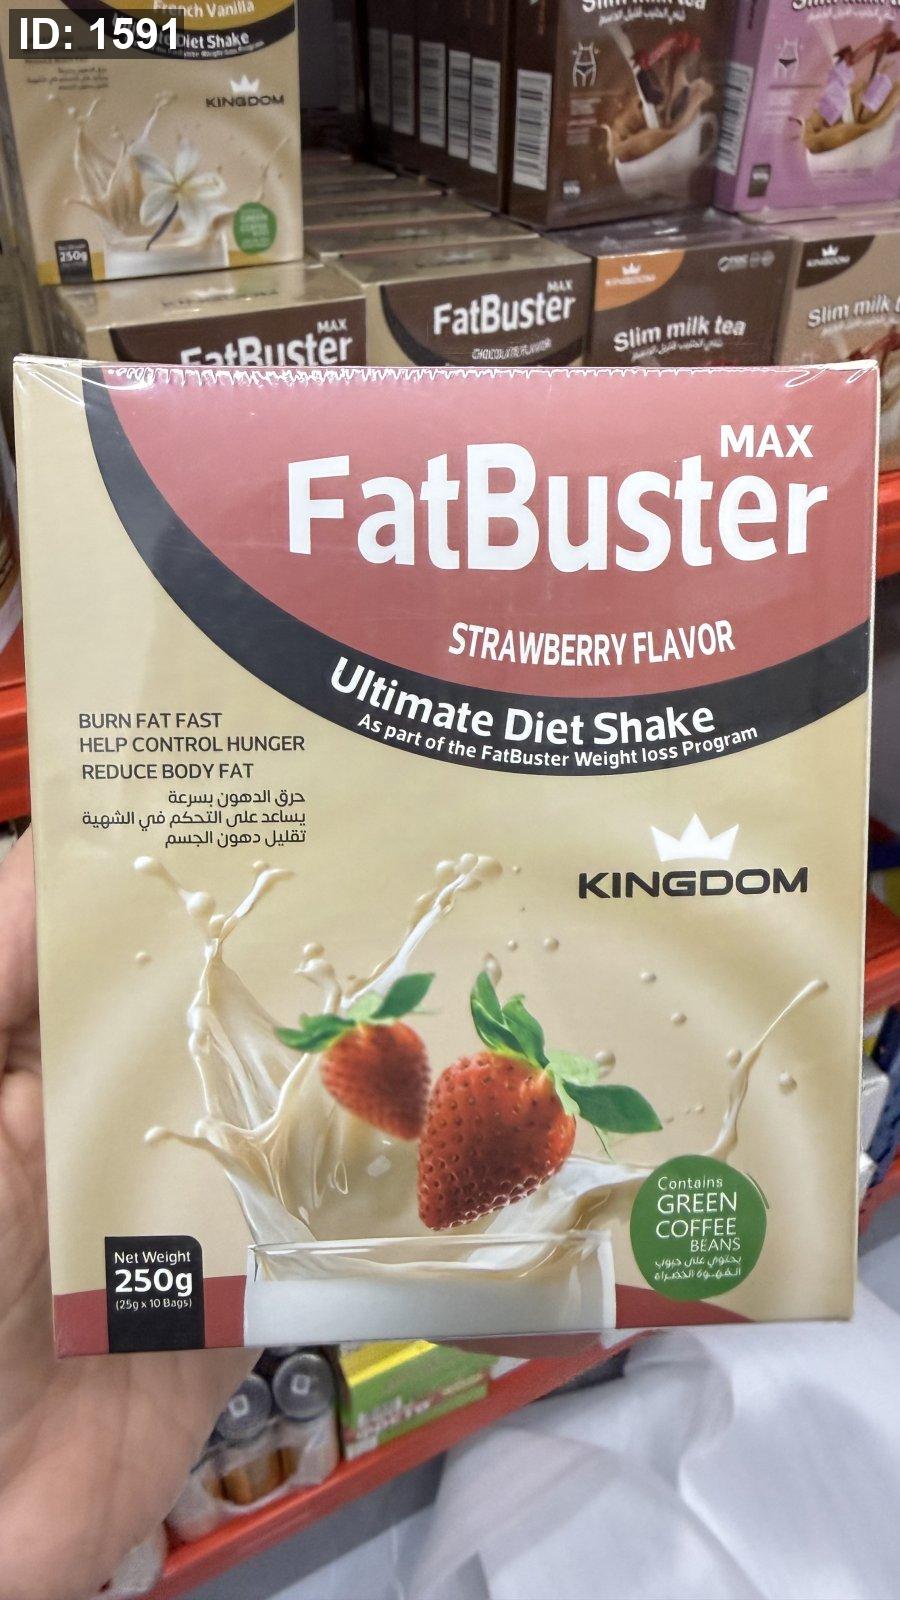 ID: 1591
French Vanilla
Diet Shake
KINGDOM
250g
MAX
FatBuster
MAX
FatBuster
KINGDOM
Slim milk tea
KINGDOM
Slim milk t
MAX
FatBuster
STRAWBERRY FLAVOR
Ultimate Diet Shake
As part of the FatBuster Weight loss Program
BURN FAT FAST
HELP CONTROL HUNGER
REDUCE BODY FAT
حرق الدهون بسرعة
يساعد على التحكم في الشهية
تقليل دهون الجسم
KINGDOM
Contains
GREEN
COFFEE
BEANS
يحتوي على حبوب
القهوة الخضراء
Net Weight
250g
(25g x 10 Bags)